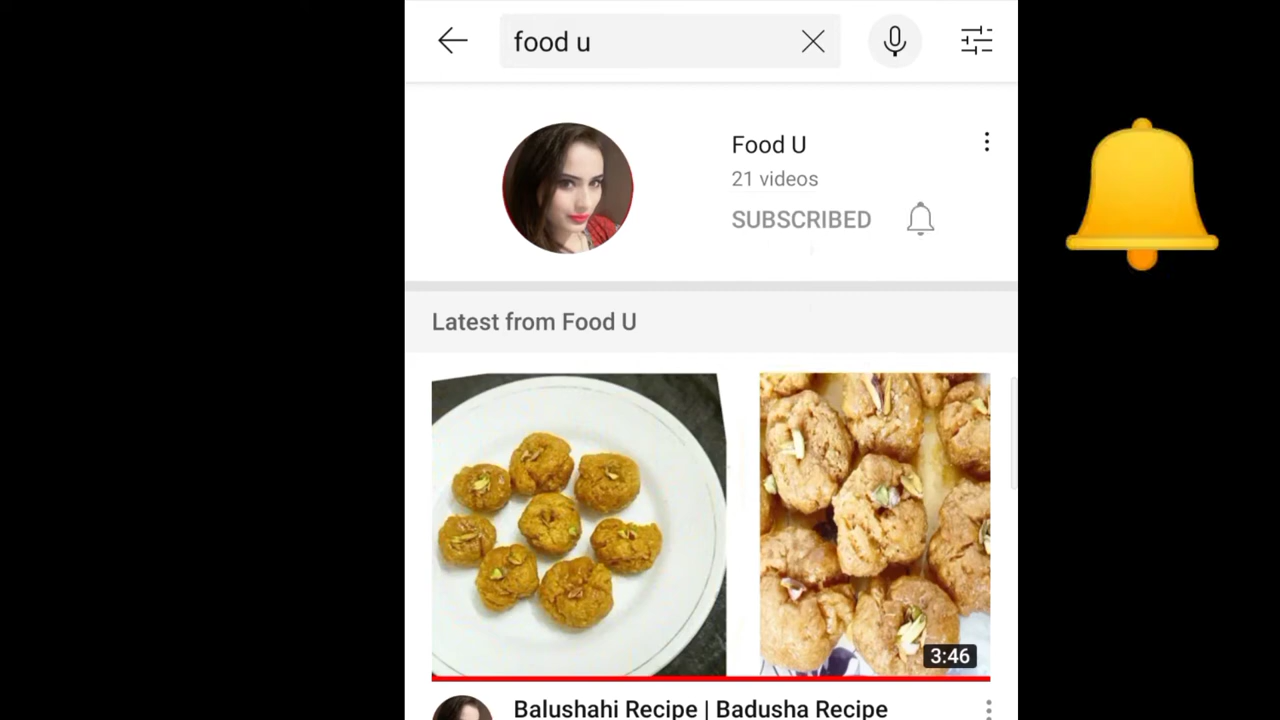 food u
Food U
21 videos
SUBSCRIBED
Latest from Food U
3:46
Balushahi Recipe | Badusha Recipe